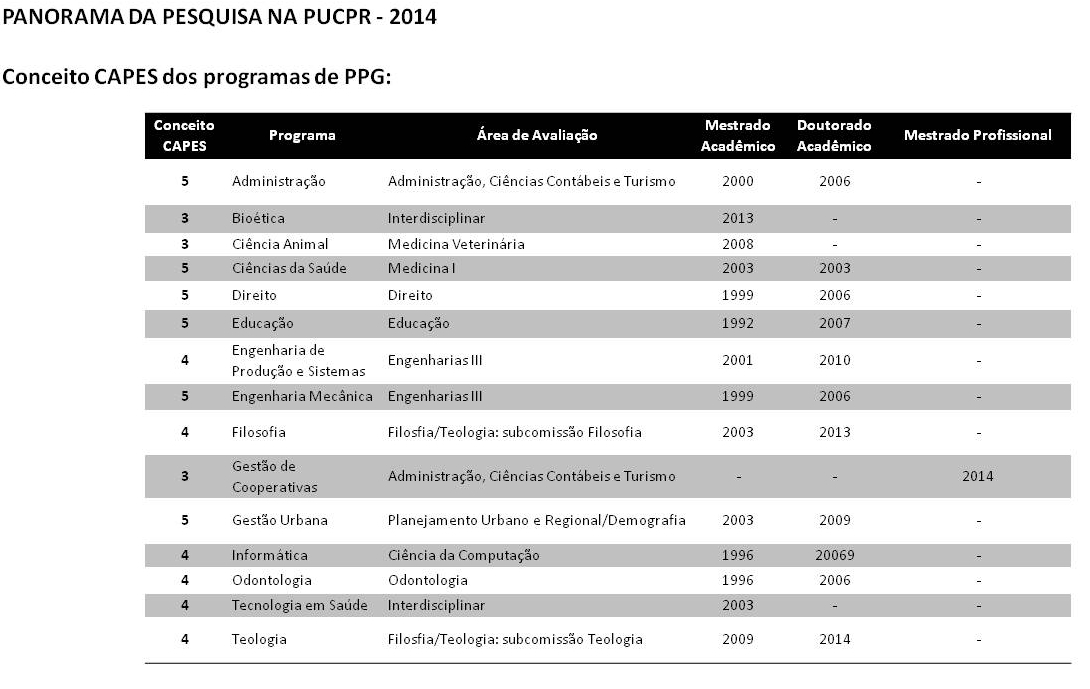 PANORAMA DA PESQUISA NA PUCPR - 2014
Conceito CAPES dos programas de PPG:
Conceito CAPES Programa Área de Avaliação Mestrado Acadêmico Doutorado Acadêmico Mestrado Profissional
5 Administração Administração, Ciências Contábeis e Turismo 2000 2006 -
3 Bioética Interdisciplinar 2013 - -
3 Ciência Animal Medicina Veterinária 2008 - -
5 Ciências da Saúde Medicina I 2003 2003 -
5 Direito Direito 1999 2006 -
5 Educação Educação 1992 2007 -
4 Engenharia de Produção e Sistemas Engenharias III 2001 2010 -
5 Engenharia Mecânica Engenharias III 1999 2006 -
4 Filosofia Filosfia/Teologia: subcomissão Filosofia 2003 2013 -
3 Gestão de Cooperativas Administração, Ciências Contábeis e Turismo - - 2014
5 Gestão Urbana Planejamento Urbano e Regional/Demografia 2003 2009 -
4 Informática Ciência da Computação 1996 20069 -
4 Odontologia Odontologia 1996 2006 -
4 Tecnologia em Saúde Interdisciplinar 2003 - -
4 Teologia Filosfia/Teologia: subcomissão Teologia 2009 2014 -